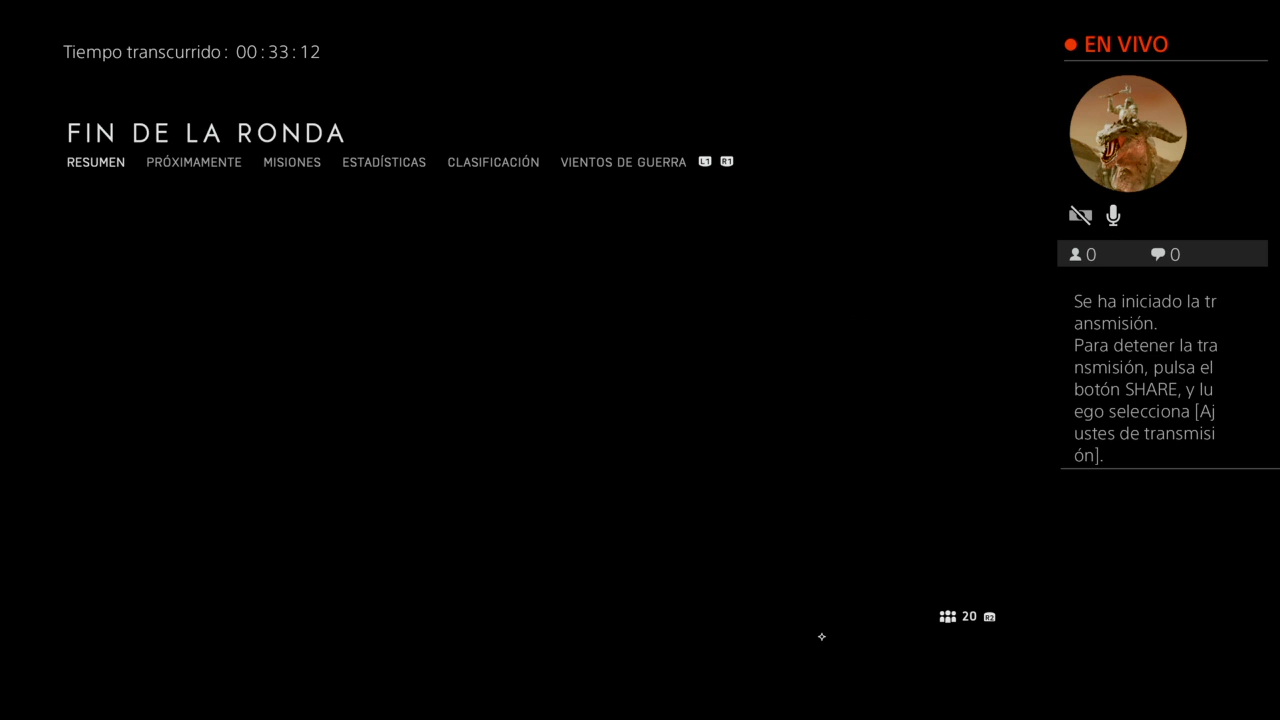 Tiempo transcurrido : 00 : 33 : 12
EN VIVO
FIN DE LA RONDA
RESUMEN PRÓXIMAMENTE MISIONES ESTADÍSTICAS CLASIFICACIÓN VIENTOS DE GUERRA L1 R1
0 0
Se ha iniciado la tr
ansmisión.
Para detener la tra
nsmisión, pulsa el
botón SHARE, y lu
ego selecciona [Aj
ustes de transmisi
ón].
20 R2